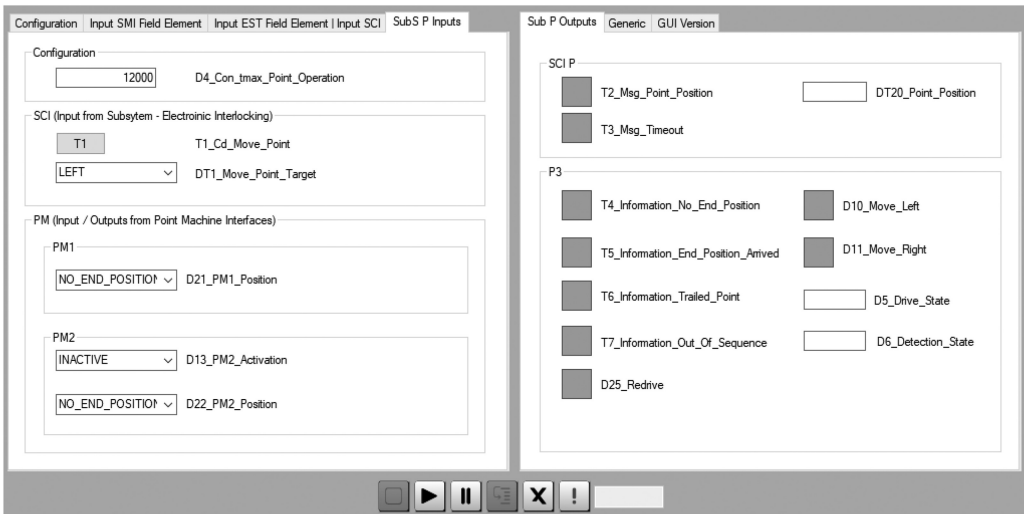 Configuration
Input SMI Field Element
Input EST Field Element | Input SCI
SubS P Inputs
Configuration
12000
D4_Con_tmax_Point_Operation
SCI (Input from Subsytem - Electroinic Interlocking)
T1
T1_Cd_Move_Point
LEFT
DT1_Move_Point_Target
PM (Input / Outputs from Point Machine Interfaces)
PM1
NO_END_POSITION
D21_PM1_Position
PM2
INACTIVE
D13_PM2_Activation
NO_END_POSITION
D22_PM2_Position
Sub P Outputs
Generic
GUI Version
SCI P
T2_Msg_Point_Position
DT20_Point_Position
T3_Msg_Timeout
P3
T4_Information_No_End_Position
D10_Move_Left
T5_Information_End_Position_Arrived
D11_Move_Right
T6_Information_Trailed_Point
D5_Drive_State
T7_Information_Out_Of_Sequence
D6_Detection_State
D25_Redrive